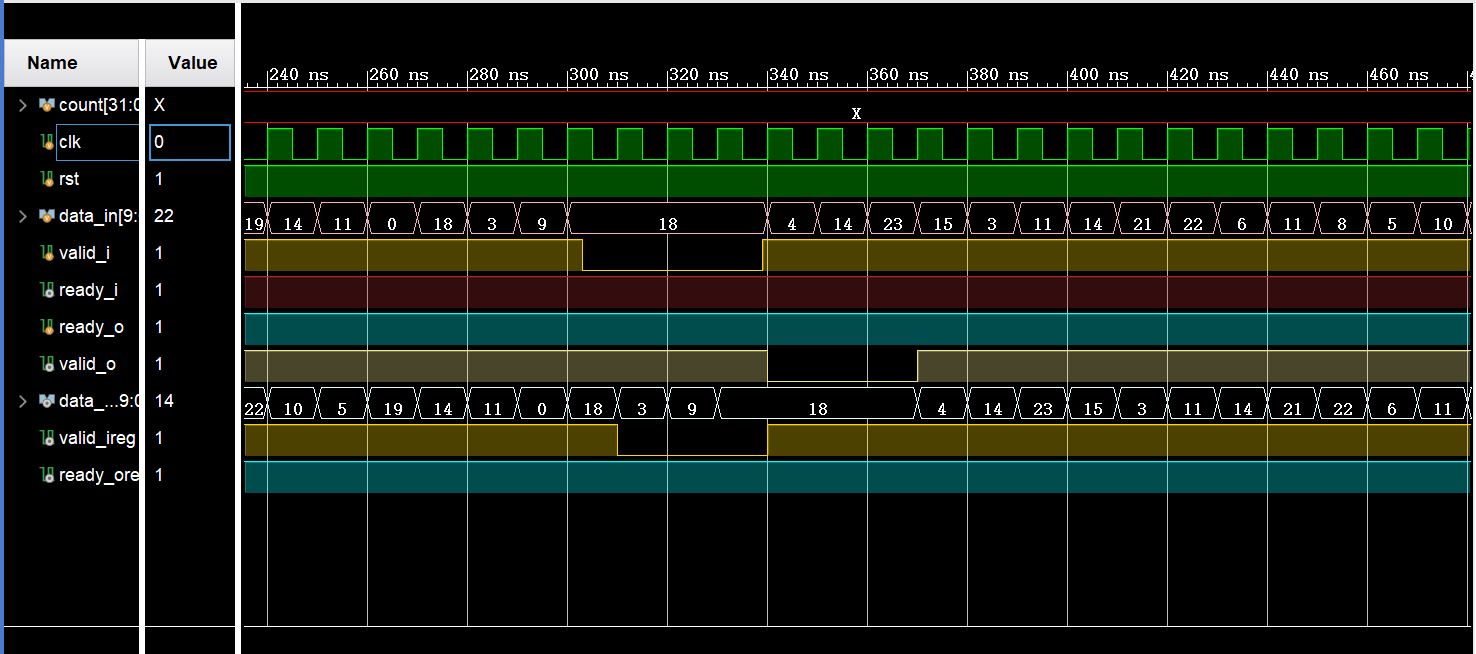 Name Value
240 ns 260 ns 280 ns 300 ns 320 ns 340 ns 360 ns 380 ns 400 ns 420 ns 440 ns 460 ns 4
count[31:0 X X
clk 0
rst 1
data_in[9: 22 19 14 11 0 18 3 9 18 4 14 23 15 3 11 14 21 22 6 11 8 5 10
valid_i 1
ready_i 1
ready_o 1
valid_o 1
data_...9:0 14 22 10 5 19 14 11 0 18 3 9 18 4 14 23 15 3 11 14 21 22 6 11
valid_ireg 1
ready_ore 1